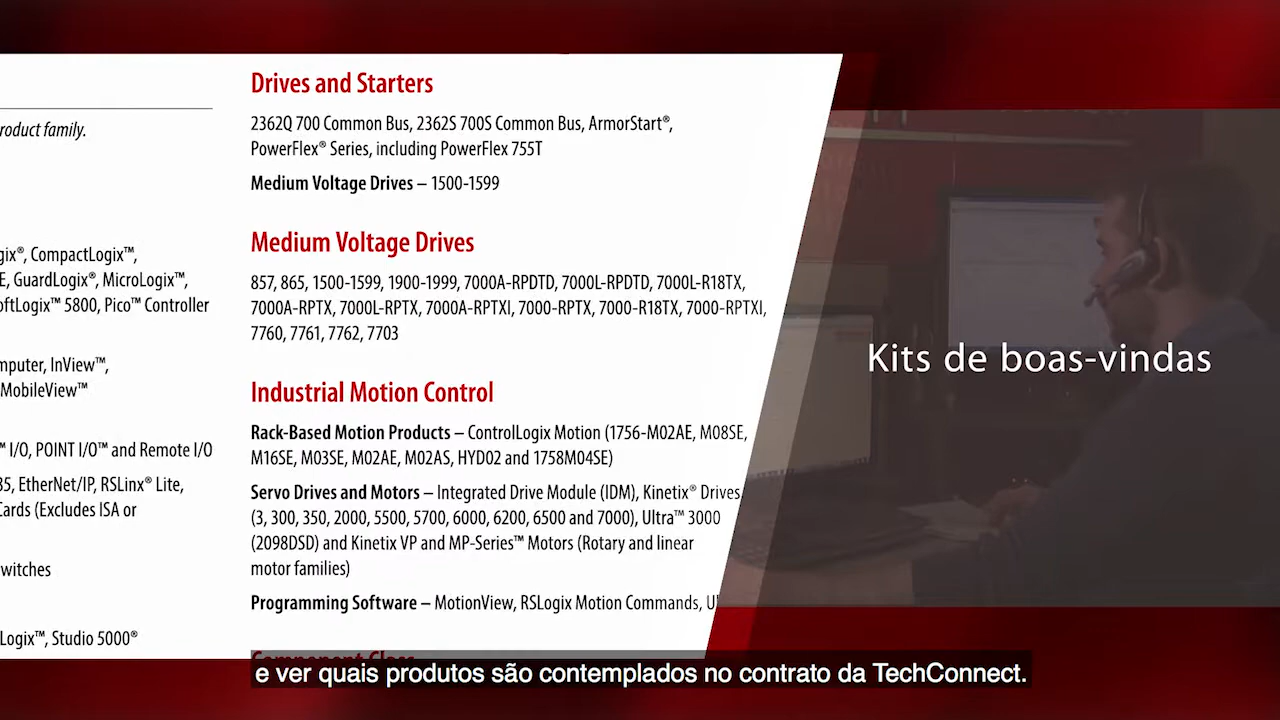 roduct family.
gix®, CompactLogix™,
E, GuardLogix®, MicroLogix™,
oftLogix™ 5800, Pico™ Controller
mputer, InView™,
MobileView™
™ I/O, POINT I/O™ and Remote I/O
35, EtherNet/IP, RSLinx® Lite,
Cards (Excludes ISA or
witches
Logix™, Studio 5000®
Drives and Starters
2362Q 700 Common Bus, 2362S 700S Common Bus, ArmorStart®,
PowerFlex® Series, including PowerFlex 755T
Medium Voltage Drives – 1500-1599
Medium Voltage Drives
857, 865, 1500-1599, 1900-1999, 7000A-RPDTD, 7000L-RPDTD, 7000L-R18TX,
7000A-RPTX, 7000L-RPTX, 7000A-RPTXI, 7000-RPTX, 7000-R18TX, 7000-RPTXI,
7760, 7761, 7762, 7703
Industrial Motion Control
Rack-Based Motion Products – ControlLogix Motion (1756-M02AE, M08SE,
M16SE, M03SE, M02AE, M02AS, HYD02 and 1758M04SE)
Servo Drives and Motors – Integrated Drive Module (IDM), Kinetix® Drives
(3, 300, 350, 2000, 5500, 5700, 6000, 6200, 6500 and 7000), Ultra™ 3000
(2098DSD) and Kinetix VP and MP-Series™ Motors (Rotary and linear
motor families)
Programming Software – MotionView, RSLogix Motion Commands, U
Kits de boas-vindas
e ver quais produtos são contemplados no contrato da TechConnect.